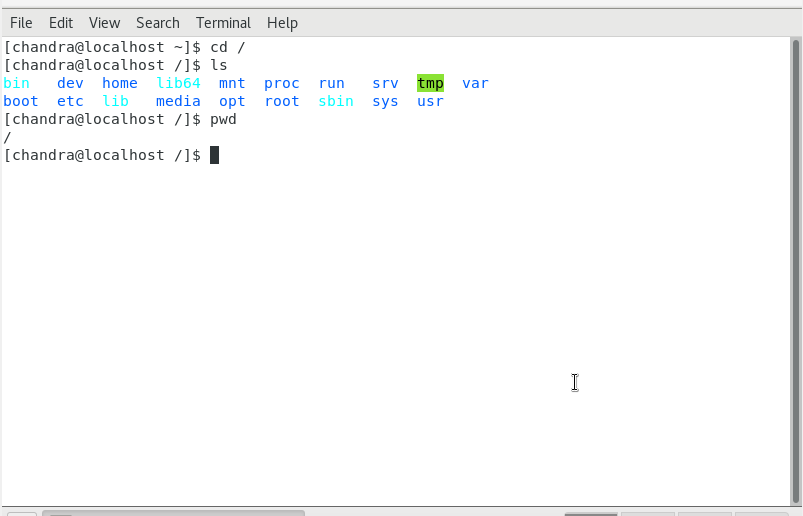 File Edit View Search Terminal Help
[chandra@localhost ~]$ cd /
[chandra@localhost /]$ ls
bin   dev  home  lib64  mnt  proc  run  srv  tmp  var
boot  etc  lib   media  opt  root  sbin  sys  usr
[chandra@localhost /]$ pwd
/
[chandra@localhost /]$